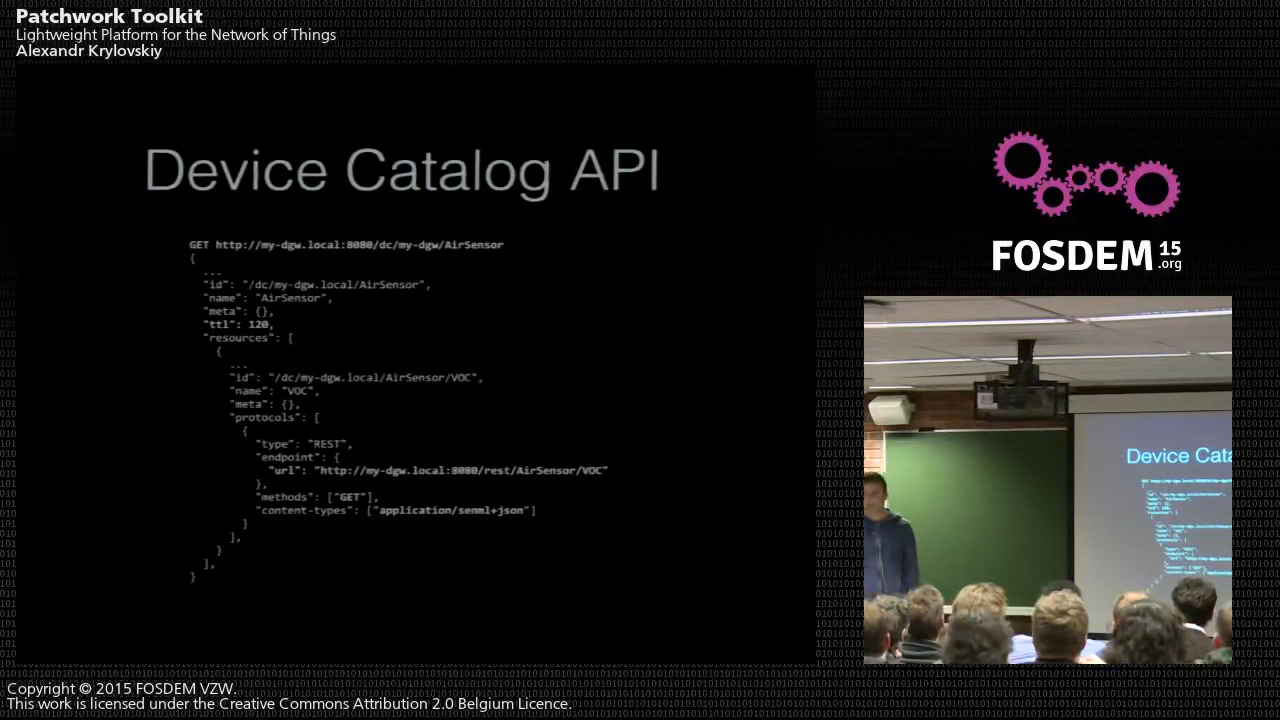 Patchwork Toolkit
Lightweight Platform for the Network of Things
Alexandr Krylovskiy
Device Catalog API
GET http://my-dgw.local:8080/dc/my-dgw/AirSensor
{
...
"id": "/dc/my-dgw.local/AirSensor",
"name": "AirSensor",
"meta": {},
"ttl": 120,
"resources": [
{
...
"id": "/dc/my-dgw.local/AirSensor/VOC",
"name": "VOC",
"meta": {},
"protocols": [
{
"type": "REST",
"endpoint": {
"url": "http://my-dgw.local:8080/rest/AirSensor/VOC"
},
"methods": ["GET"],
"content-types": ["application/senml+json"]
}
],
}
],
}
FOSDEM 15
.org
Device Cata
Copyright © 2015 FOSDEM VZW.
This work is licensed under the Creative Commons Attribution 2.0 Belgium Licence.